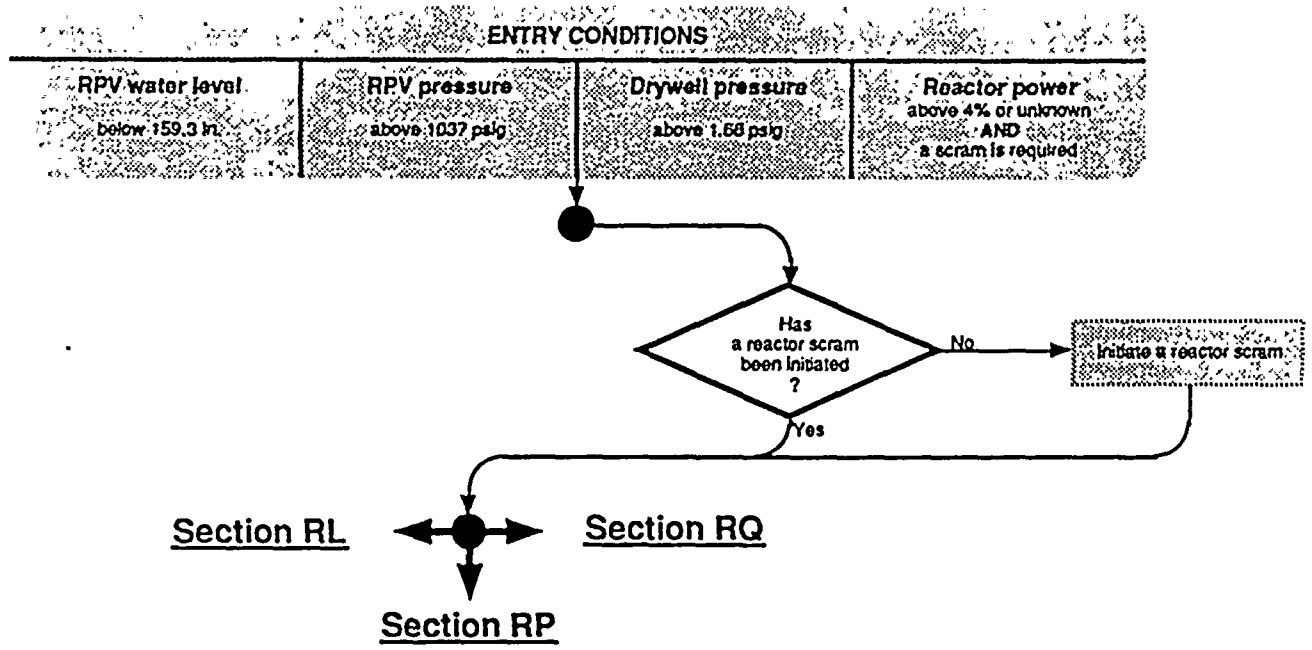 ENTRY CONDITIONS
RPV water level
below 159.3 in.
RPV pressure
above 1037 psig
Drywell pressure
above 1.68 psig
Reactor power
above 4% or unknown
AND
a scram is required
Has
a reactor scram
been initiated
?
No
Initiate a reactor scram
Yes
Section RL
Section RQ
Section RP